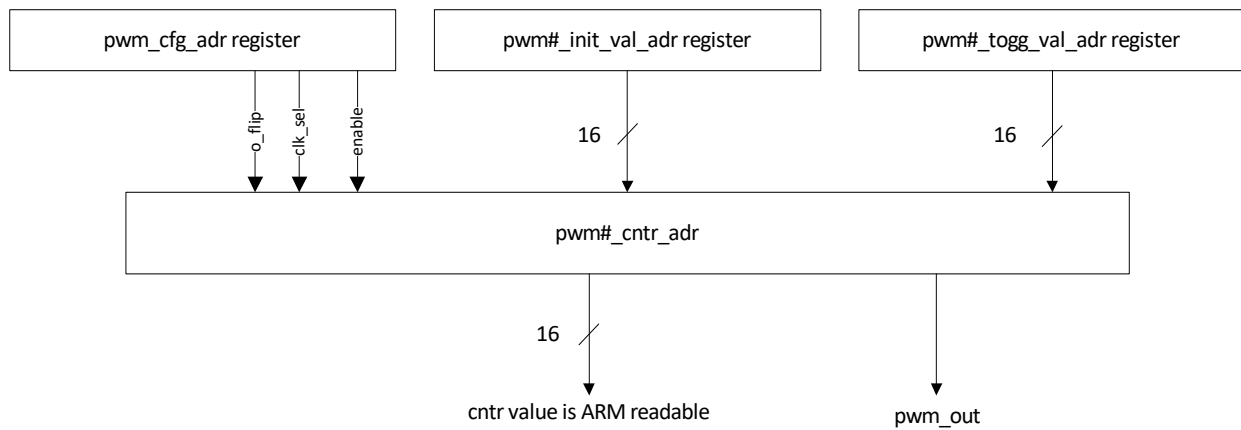 pwm_cfg_adr register
pwm#_init_val_adr register
pwm#_togg_val_adr register
o_flip
clk_sel
enable
16
16
pwm#_cntr_adr
16
cntr value is ARM readable
pwm_out